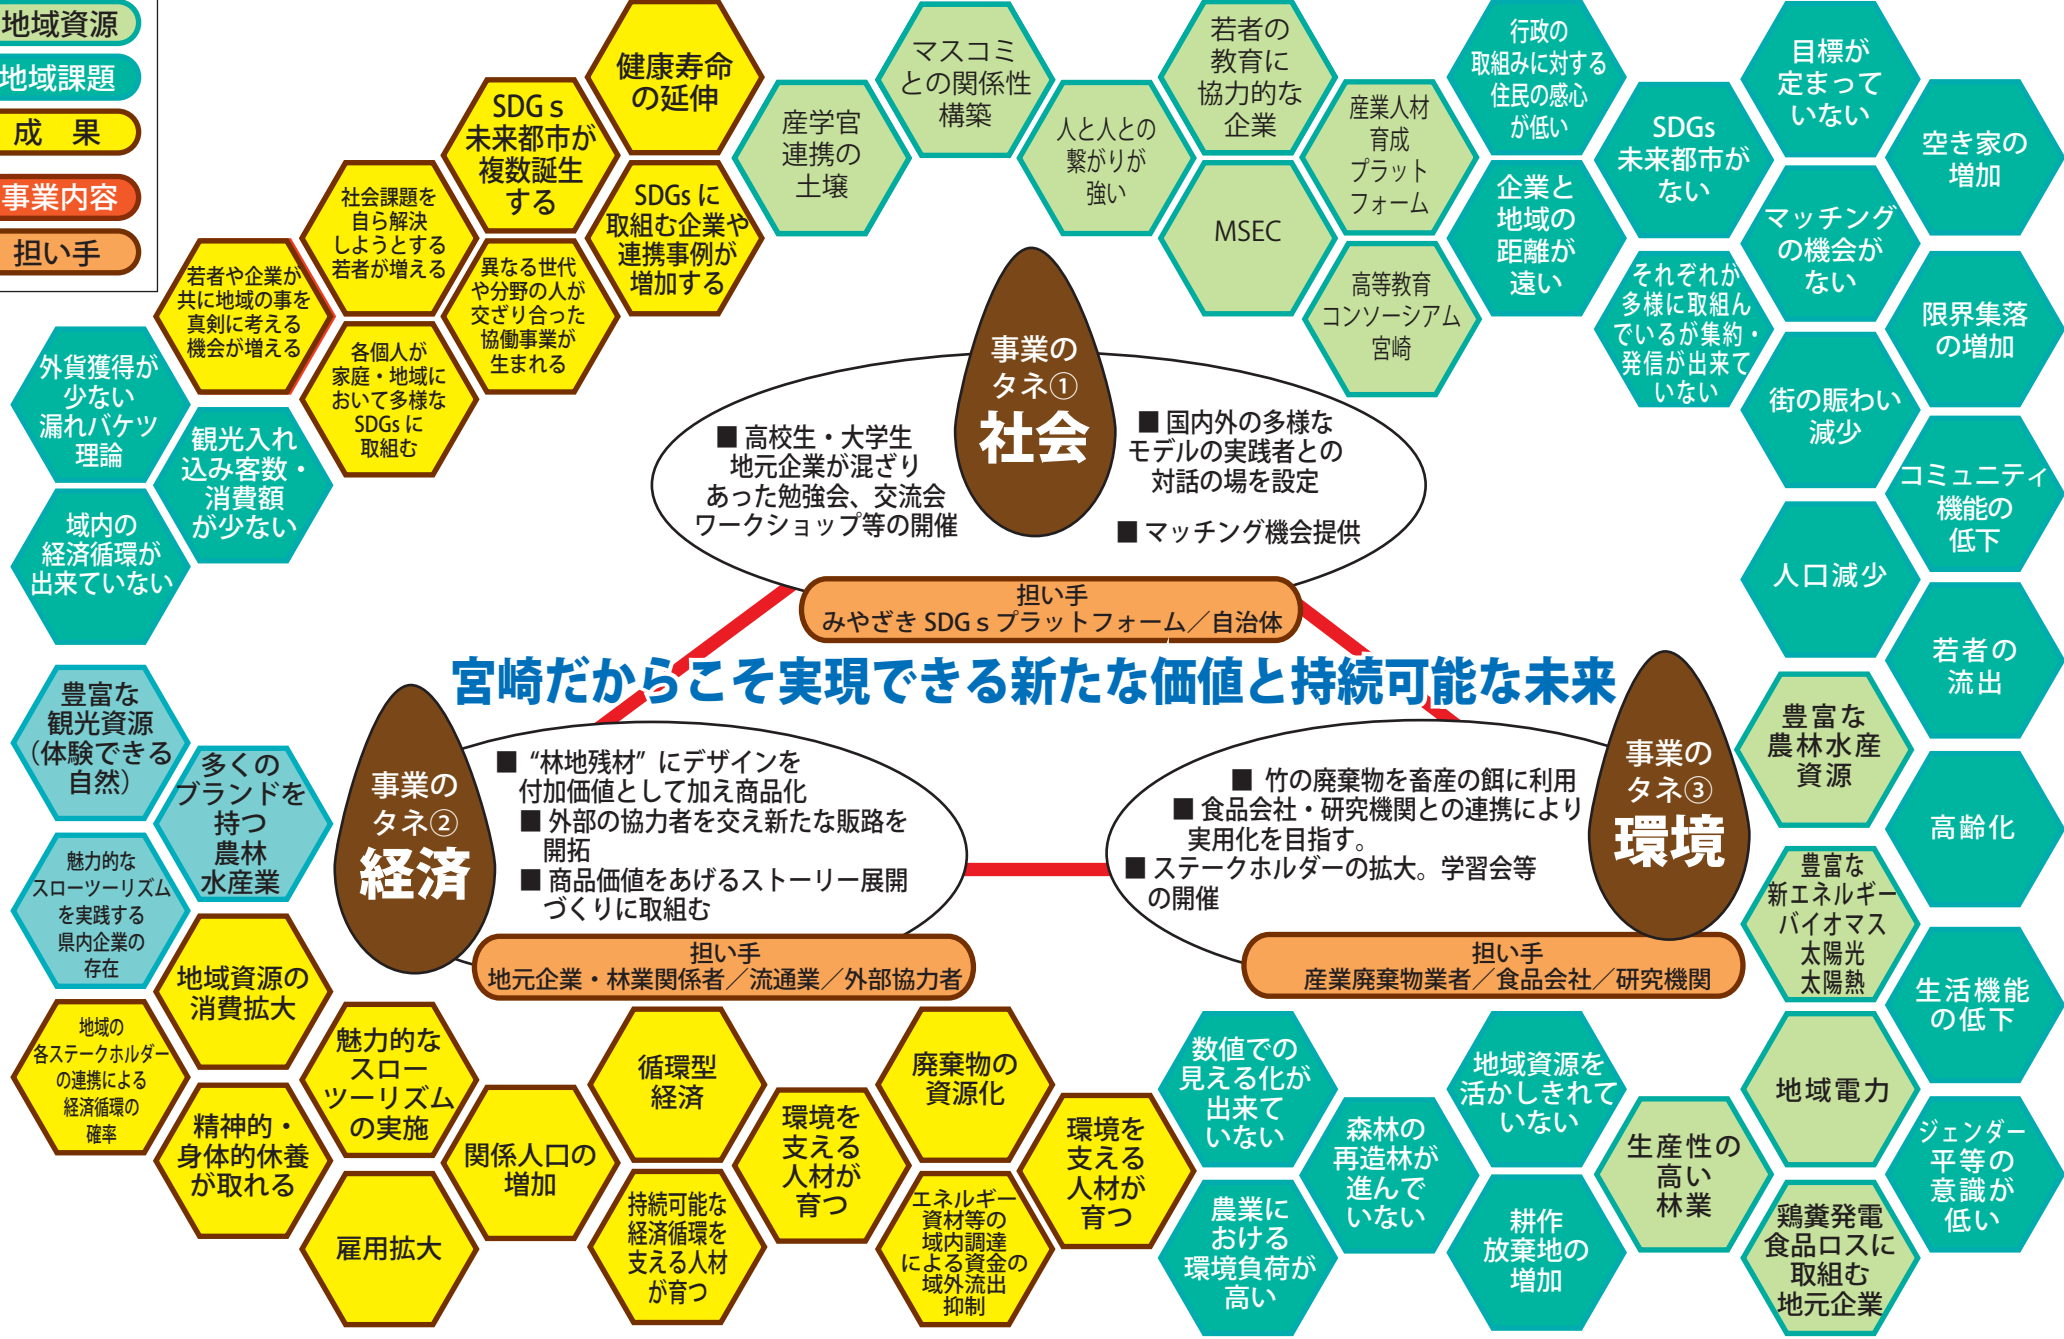 地域資源
地域課題
成　果
事業内容
担い手
健康寿命
の延伸
SDGｓ
未来都市が
複数誕生
する
社会課題を
自ら解決
しようとする
若者が増える
SDGs に
取組む企業や
連携事例が
増加する
若者や企業が
共に地域の事を
真剣に考える
機会が増える
異なる世代
や分野の人が
交ざり合った
協働事業が
生まれる
各個人が
家庭・地域に
おいて多様な
SDGs に
取組む
産学官
連携の
土壌
マスコミ
との関係性
構築
人と人との
繋がりが
強い
若者の
教育に
協力的な
企業
MSEC
産業人材
育成
プラット
フォーム
高等教育
コンソーシアム
宮崎
行政の
取組みに対する
住民の感心
が低い
企業と
地域の
距離が
遠い
SDGs
未来都市が
ない
それぞれが
多様に取組ん
でいるが集約・
発信が出来て
いない
目標が
定まって
いない
マッチング
の機会が
ない
街の賑わい
減少
空き家の
増加
限界集落
の増加
コミュニティ
機能の
低下
人口減少
若者の
流出
外貨獲得が
少ない
漏れバケツ
理論
観光入れ
込み客数・
消費額
が少ない
域内の
経済循環が
出来ていない
事業の
タネ①
社会
■ 高校生・大学生
地元企業が混ざり
あった勉強会、交流会
ワークショップ等の開催
■ 国内外の多様な
モデルの実践者との
対話の場を設定
■ マッチング機会提供
担い手
みやざき SDGｓプラットフォーム／自治体
宮崎だからこそ実現できる新たな価値と持続可能な未来
豊富な
観光資源
（体験できる
自然）
多くの
ブランドを
持つ
農林
水産業
魅力的な
スローツーリズム
を実践する
県内企業の
存在
事業の
タネ②
経済
■ “林地残材” にデザインを
付加価値として加え商品化
■ 外部の協力者を交え新たな販路を
開拓
■ 商品価値をあげるストーリー展開
づくりに取組む
担い手
地元企業・林業関係者／流通業／外部協力者
事業の
タネ③
環境
■ 竹の廃棄物を畜産の餌に利用
■ 食品会社・研究機関との連携により
実用化を目指す。
■ ステークホルダーの拡大。学習会等
の開催
担い手
産業廃棄物業者／食品会社／研究機関
豊富な
農林水産
資源
高齢化
豊富な
新エネルギー
バイオマス
太陽光
太陽熱
生活機能
の低下
地域電力
ジェンダー
平等の
意識が
低い
鶏糞発電
食品ロスに
取組む
地元企業
地域資源の
消費拡大
地域の
各ステークホルダー
の連携による
経済循環の
確率
精神的・
身体的休養
が取れる
魅力的な
スロー
ツーリズム
の実施
雇用拡大
関係人口の
増加
循環型
経済
持続可能な
経済循環を
支える人材
が育つ
環境を
支える
人材が
育つ
廃棄物の
資源化
エネルギー
資材等の
域内調達
による資金の
域外流出
抑制
環境を
支える
人材が
育つ
数値での
見える化が
出来て
いない
農業に
おける
環境負荷が
高い
森林の
再造林が
進んで
いない
地域資源を
活かしきれて
いない
耕作
放棄地の
増加
生産性の
高い
林業